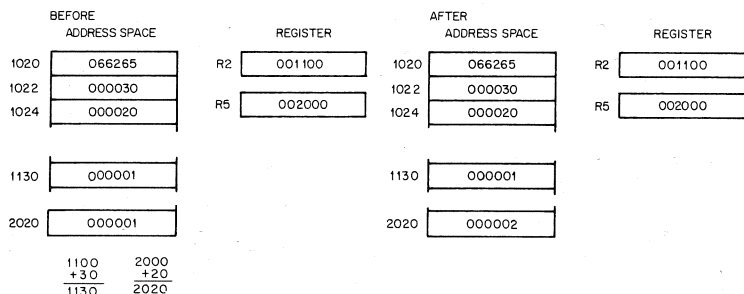 BEFORE
ADDRESS SPACE
REGISTER
1020 066265
R2 001100
1022 000030
1024 000020
R5 002000
1130 000001
2020 000001
1100 2000
+30 +20
1130 2020
AFTER
ADDRESS SPACE
REGISTER
1020 066265
R2 001100
1022 000030
1024 000020
R5 002000
1130 000001
2020 000002